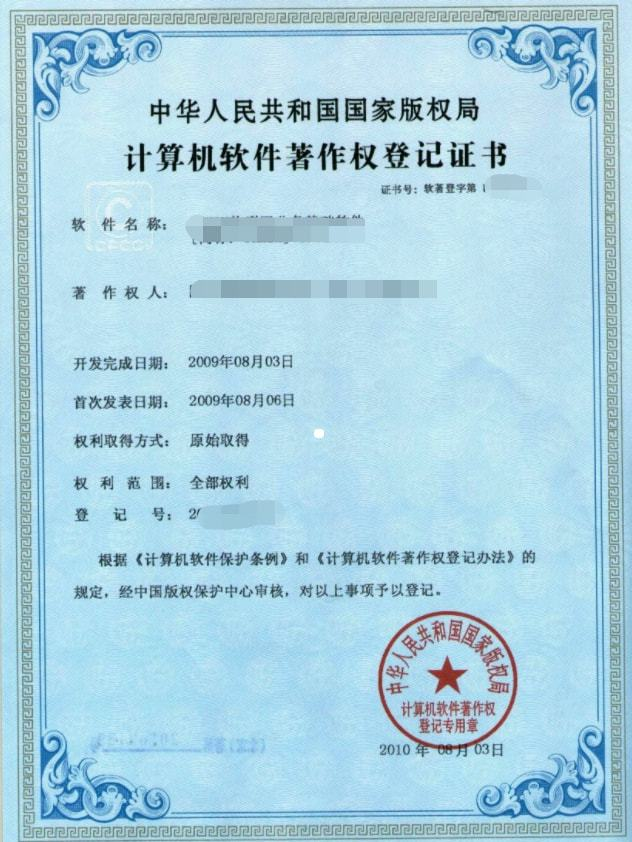 中华人民共和国国家版权局
计算机软件著作权登记证书
证书号：软著登字第
CPCC
软件名称：
著作权人：
开发完成日期：2009年08月03日
首次发表日期：2009年08月06日
权利取得方式：原始取得
权利范围：全部权利
登记号：2
根据《计算机软件保护条例》和《计算机软件著作权登记办法》的
规定，经中国版权保护中心审核，对以上事项予以登记。
中华人民共和国国家版权局
计算机软件著作权
登记专用章
2010年08月03日